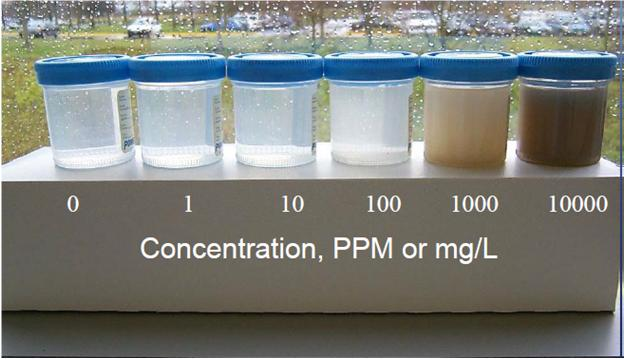 0 1 10 100 1000 10000
Concentration, PPM or mg/L